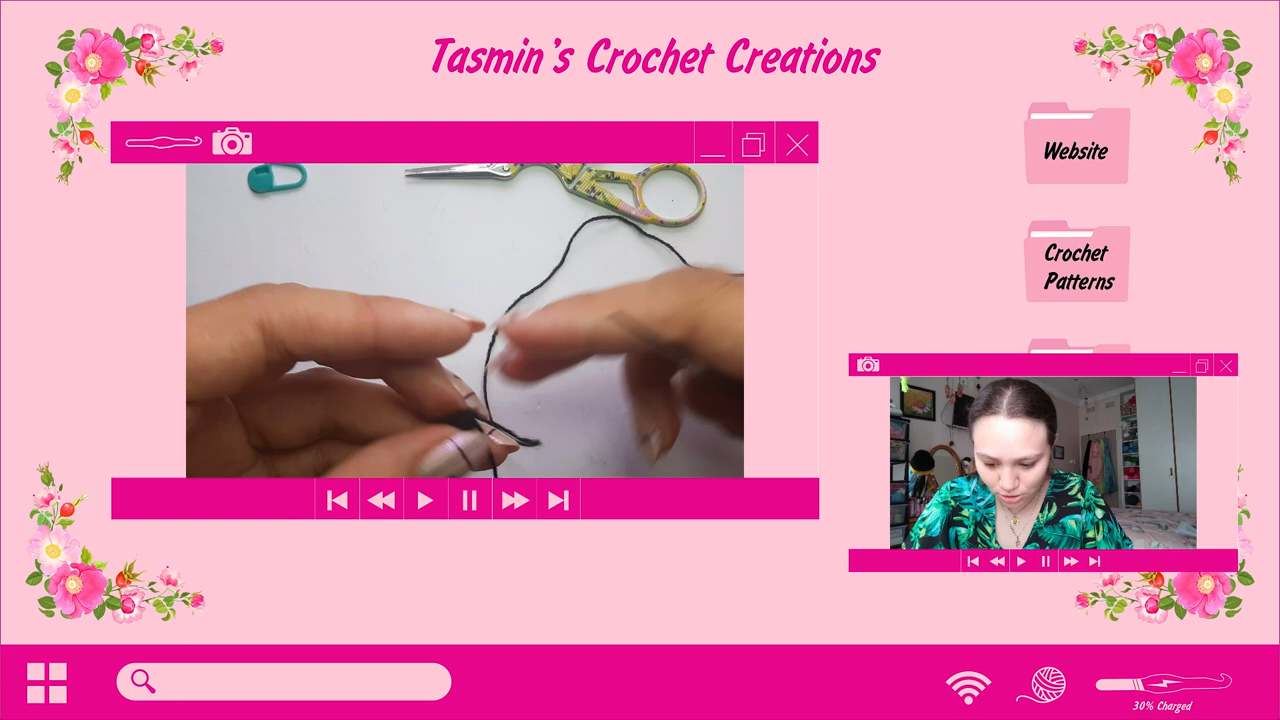 Tasmin's Crochet Creations
Website
Crochet
Patterns
30% Charged